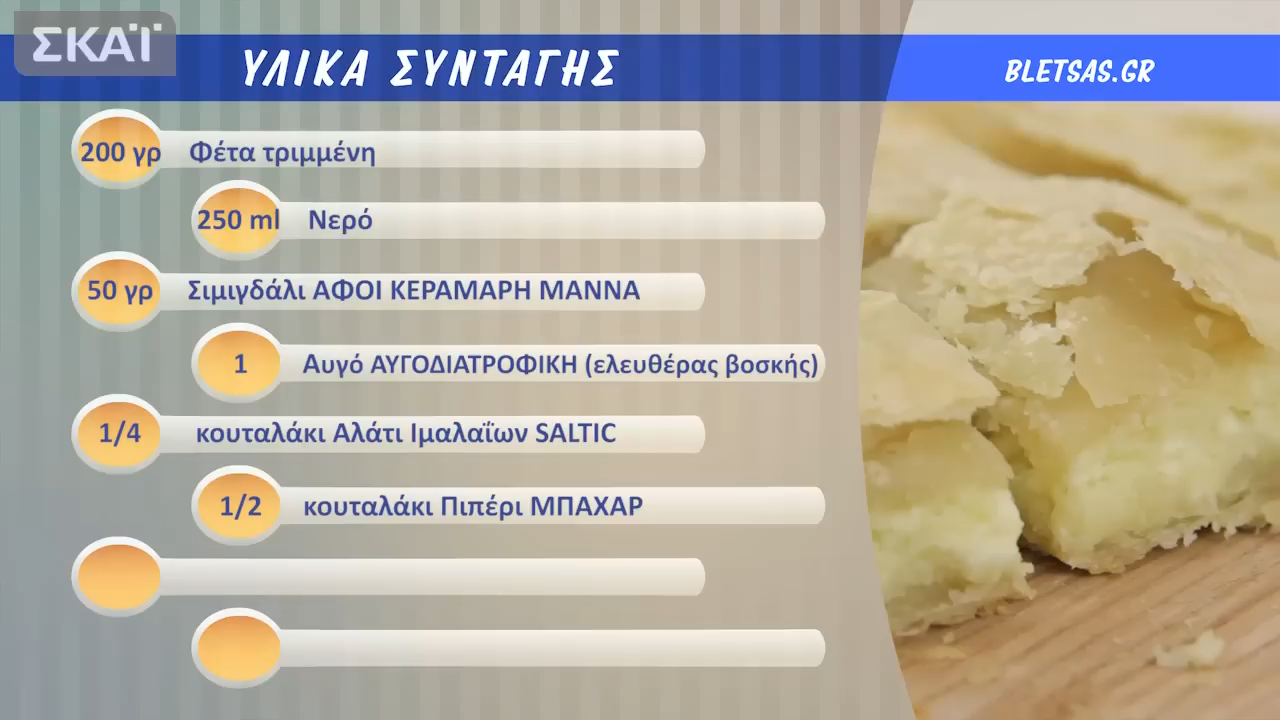 ΣΚΑΪ
ΥΛΙΚΑ ΣΥΝΤΑΓΗΣ
BLETSAS.GR
200 γρ Φέτα τριμμένη
250 ml Νερό
50 γρ Σιμιγδάλι ΑΦΟΙ ΚΕΡΑΜΑΡΗ ΜΑΝΝΑ
1 Αυγό ΑΥΓΟΔΙΑΤΡΟΦΙΚΗ (ελευθέρας βοσκής)
1/4 κουταλάκι Αλάτι Ιμαλαΐων SALTIC
1/2 κουταλάκι Πιπέρι ΜΠΑΧΑΡ